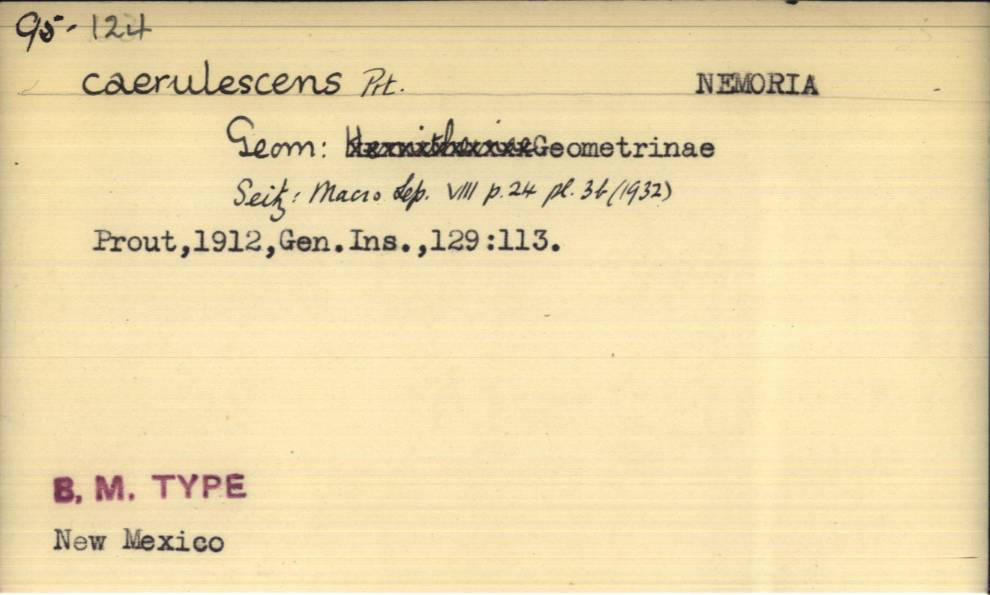 95-124
caerulescens Prt. NEMORIA
Geom: Hemitheinae Geometrinae
Seitz: Macro Lep. VIII p. 24 pl. 3b (1932)
Prout,1912,Gen.Ins.,129:113.
B. M. TYPE
New Mexico